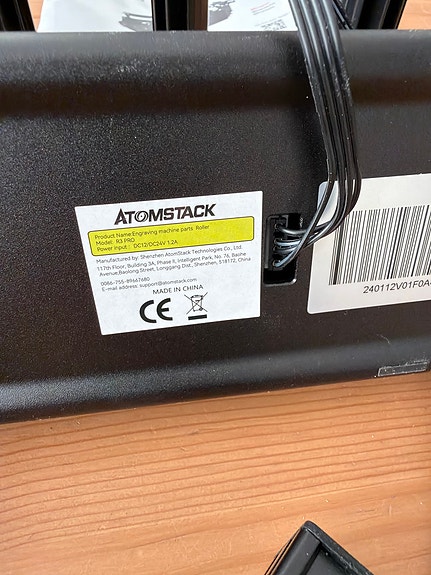 ATOMSTACK
Product Name:Engraving machine parts Roller
Model: R3 PRO
Power input : DC12/DC24V 1.2A
Manufactured by: Shenzhen AtomStack Technologies Co., Ltd.
17th Floor, Building 3A, Phase II, Intelligent Park, No. 76, Baohe
Avenue,Baolong Street, Longgang Dist., Shenzhen, 518172, China
0086-755-89667680
E-mail address: support@atomstack.com
MADE IN CHINA
CE
240112V01F0A